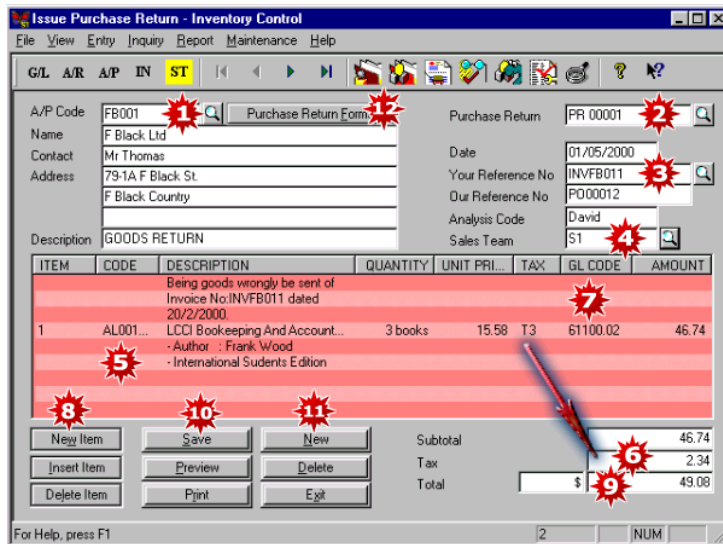 Issue Purchase Return - Inventory Control
File View Entry Inquiry Report Maintenance Help
G/L A/R A/P IN ST
A/P Code FB001 1 Purchase Return Form 12 Purchase Return PR 00001 2
Name F Black Ltd
Contact Mr Thomas Date 01/05/2000
Address 79-1A F Black St. Your Reference No INVFB011 3
F Black Country Our Reference No PO00012
Analysis Code David
Description GOODS RETURN Sales Team S1 4
ITEM CODE DESCRIPTION QUANTITY UNIT PRI... TAX GL CODE AMOUNT
Being goods wrongly be sent of
Invoice No:INVFB011 dated 7
20/2/2000.
1 AL001... LCCI Bookeeping And Account... 3 books 15.58 T3 61100.02 46.74
- Author : Frank Wood
5 - International Sudents Edition
8 10 11
New Item Save New Subtotal 46.74
Insert Item Preview Delete Tax 6 2.34
Delete Item Print Exit Total $ 9 49.08
For Help, press F1 2 NUM